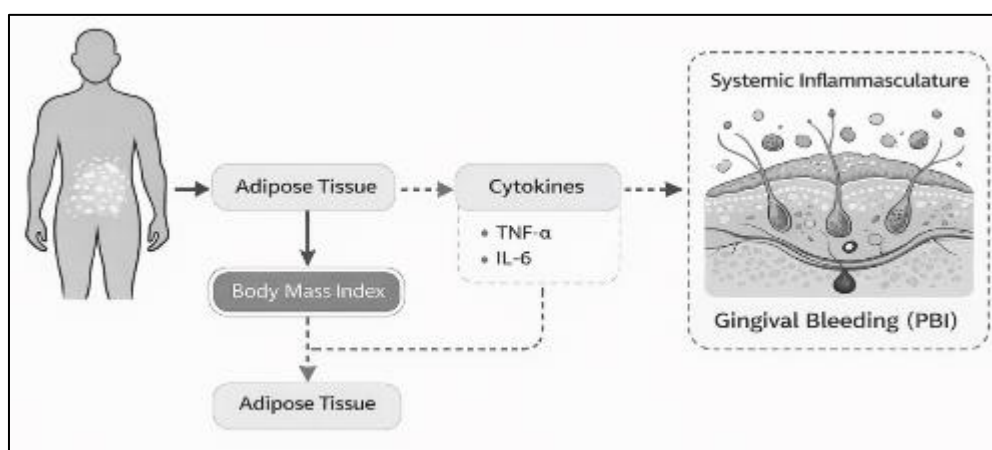 Systemic Inflammasculature
Adipose Tissue
Cytokines
• TNF-α
• IL-6
Body Mass Index
Gingival Bleeding (PBI)
Adipose Tissue